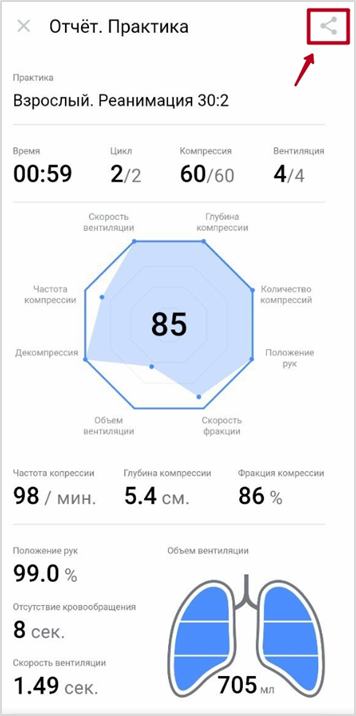 Отчёт. Практика
Практика
Взрослый. Реанимация 30:2
Время
Цикл
Компрессия
Вентиляция
00:59
2/2
60/60
4/4
Скорость
вентиляции
Глубина
компрессии
Частота
компрессии
Количество
компрессий
85
Декомпрессия
Положение
рук
Объем
вентиляции
Скорость
фракции
Частота копрессии
Глубина компрессии
Фракция комрессии
98 / мин.
5.4 см.
86 %
Положение рук
Объем вентиляции
99.0 %
Отсутствие кровообращения
8 сек.
Скорость вентиляции
1.49 сек.
705 мл